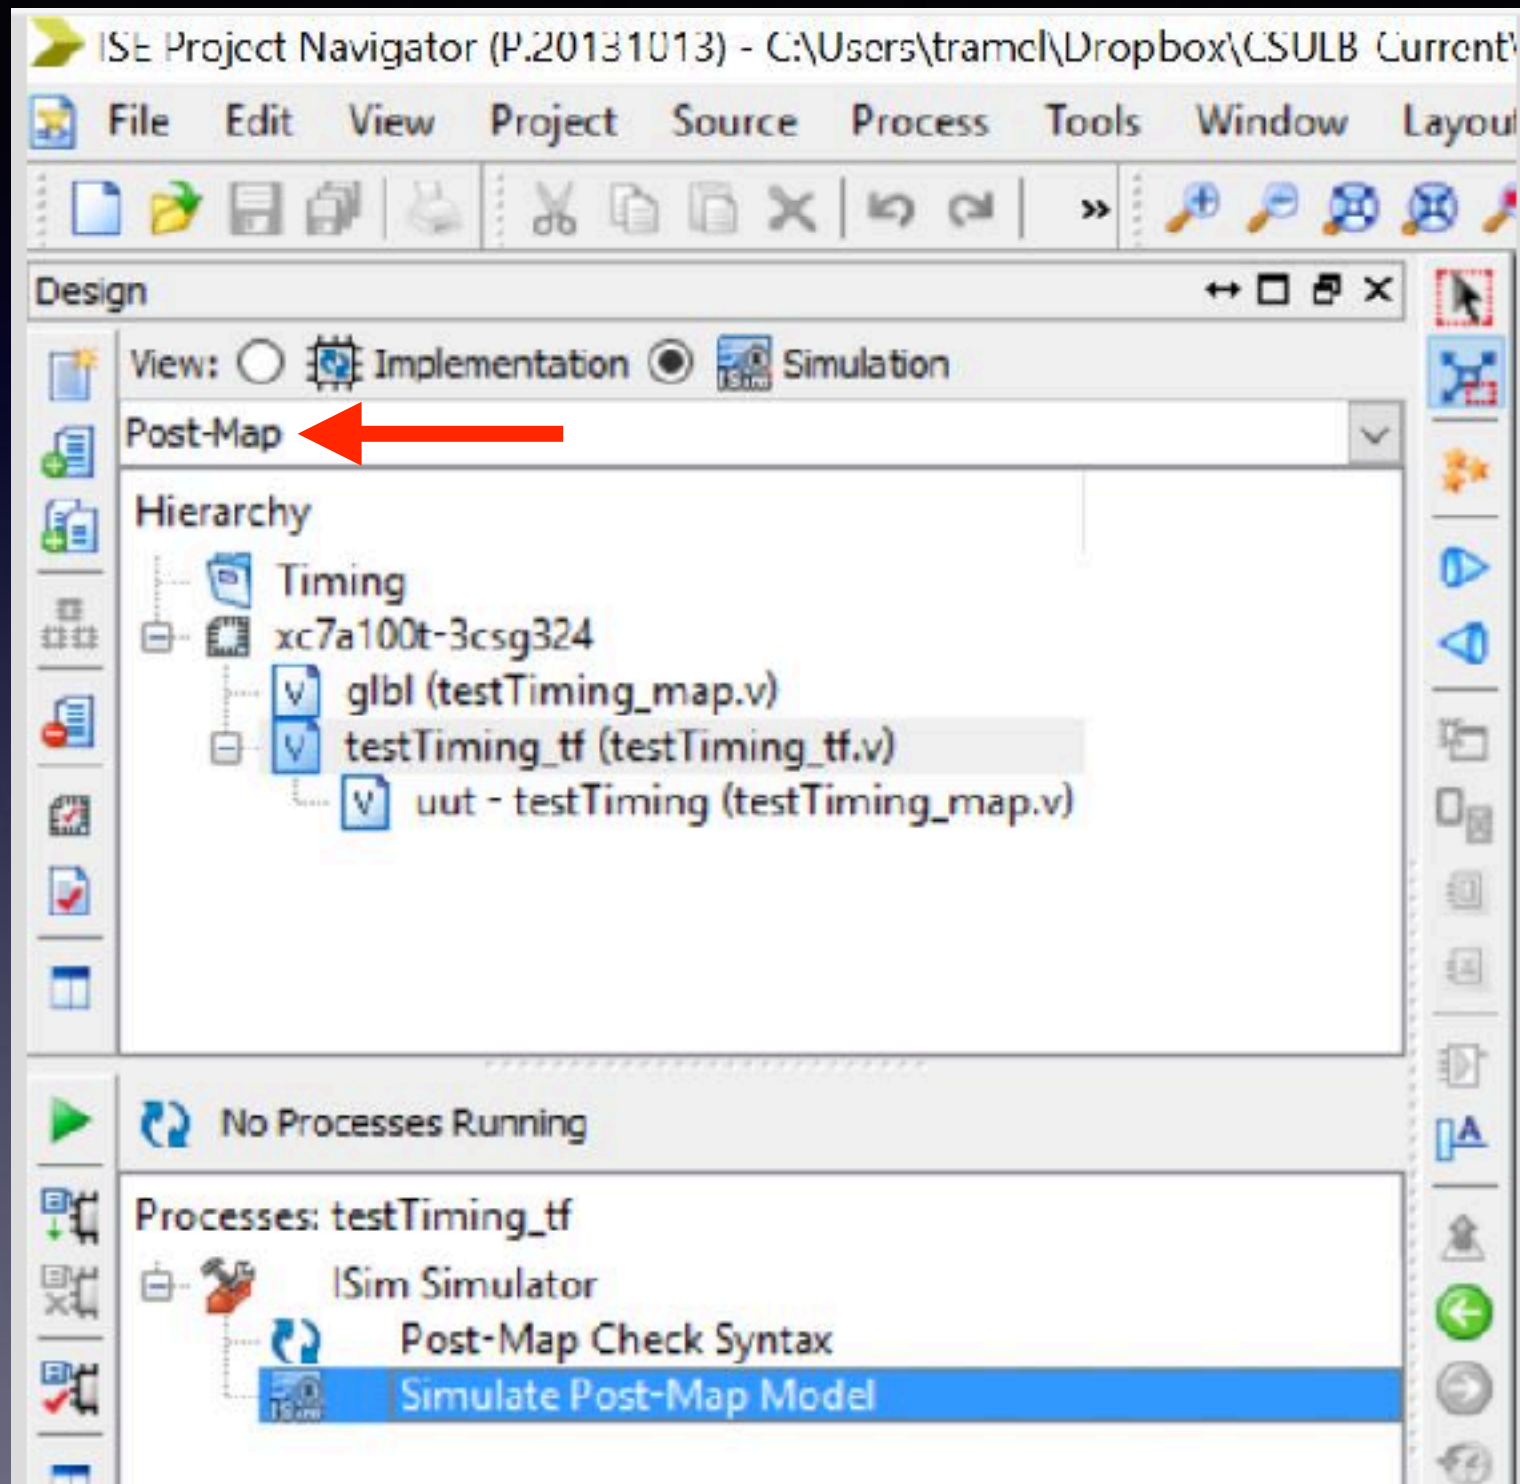 ISE Project Navigator (P.20131013) - C:\Users\tramel\Dropbox\CSULB Current\
File Edit View Project Source Process Tools Window Layou
Design
View: Implementation Simulation
Post-Map
Hierarchy
Timing
xc7a100t-3csg324
glbl (testTiming_map.v)
testTiming_tf (testTiming_tf.v)
uut - testTiming (testTiming_map.v)
No Processes Running
Processes: testTiming_tf
ISim Simulator
Post-Map Check Syntax
Simulate Post-Map Model